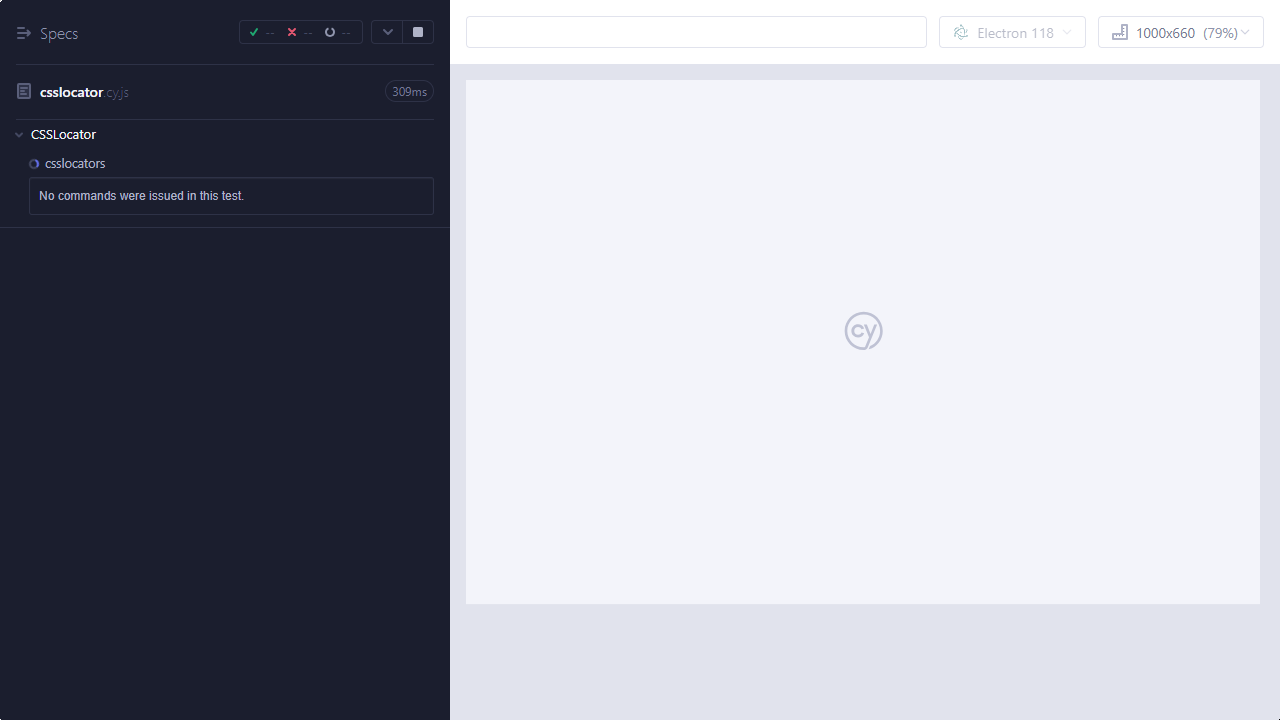 Specs
-- -- --
Electron 118
1000x660 (79%)
csslocator.cy.js
309ms
CSSLocator
csslocators
No commands were issued in this test.
cy